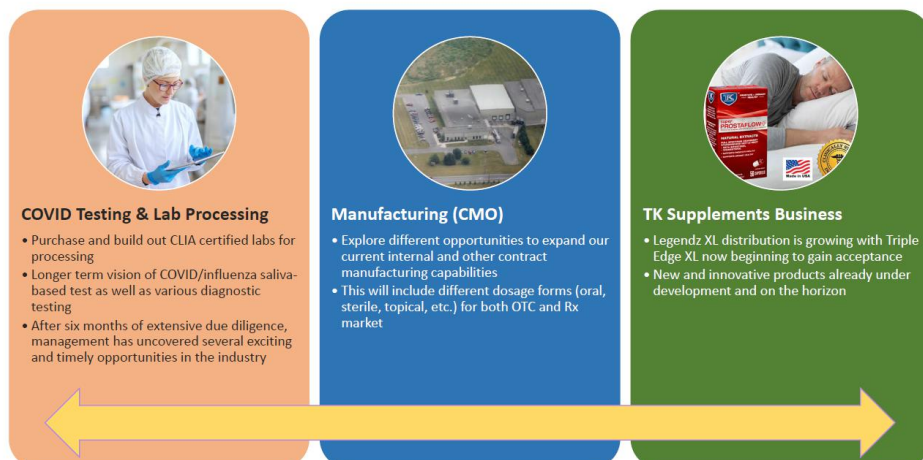 COVID Testing & Lab Processing
• Purchase and build out CLIA certified labs for
processing
• Longer term vision of COVID/influenza saliva-
based test as well as various diagnostic
testing
• After six months of extensive due diligence,
management has uncovered several exciting
and timely opportunities in the industry
Manufacturing (CMO)
• Explore different opportunities to expand our
current internal and other contract
manufacturing capabilities
• This will include different dosage forms (oral,
sterile, topical, etc.) for both OTC and Rx
market
TK
PROSTAFLOW
NATURAL EXTRACTS
Made in USA
TK Supplements Business
• Legendz XL distribution is growing with Triple
Edge XL now beginning to gain acceptance
• New and innovative products already under
development and on the horizon